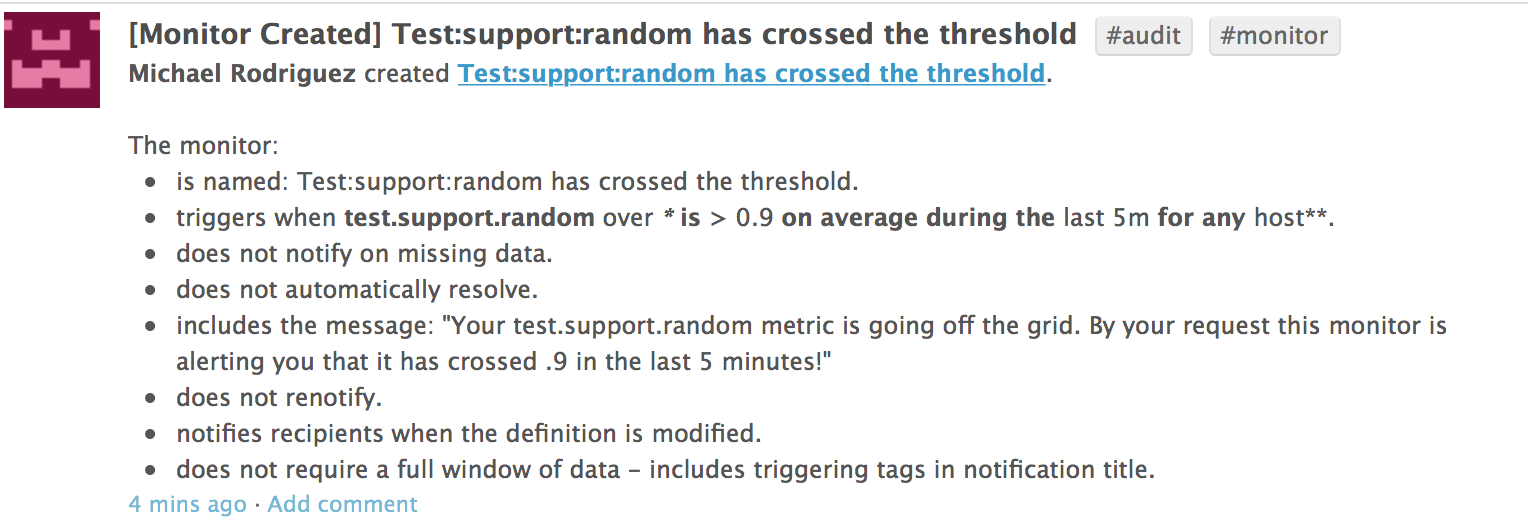 [Monitor Created] Test:support:random has crossed the threshold #audit #monitor
Michael Rodriguez created Test:support:random has crossed the threshold.
The monitor:
• is named: Test:support:random has crossed the threshold.
• triggers when test.support.random over * is > 0.9 on average during the last 5m for any host**.
• does not notify on missing data.
• does not automatically resolve.
• includes the message: "Your test.support.random metric is going off the grid. By your request this monitor is
alerting you that it has crossed .9 in the last 5 minutes!"
• does not renotify.
• notifies recipients when the definition is modified.
• does not require a full window of data – includes triggering tags in notification title.
4 mins ago · Add comment